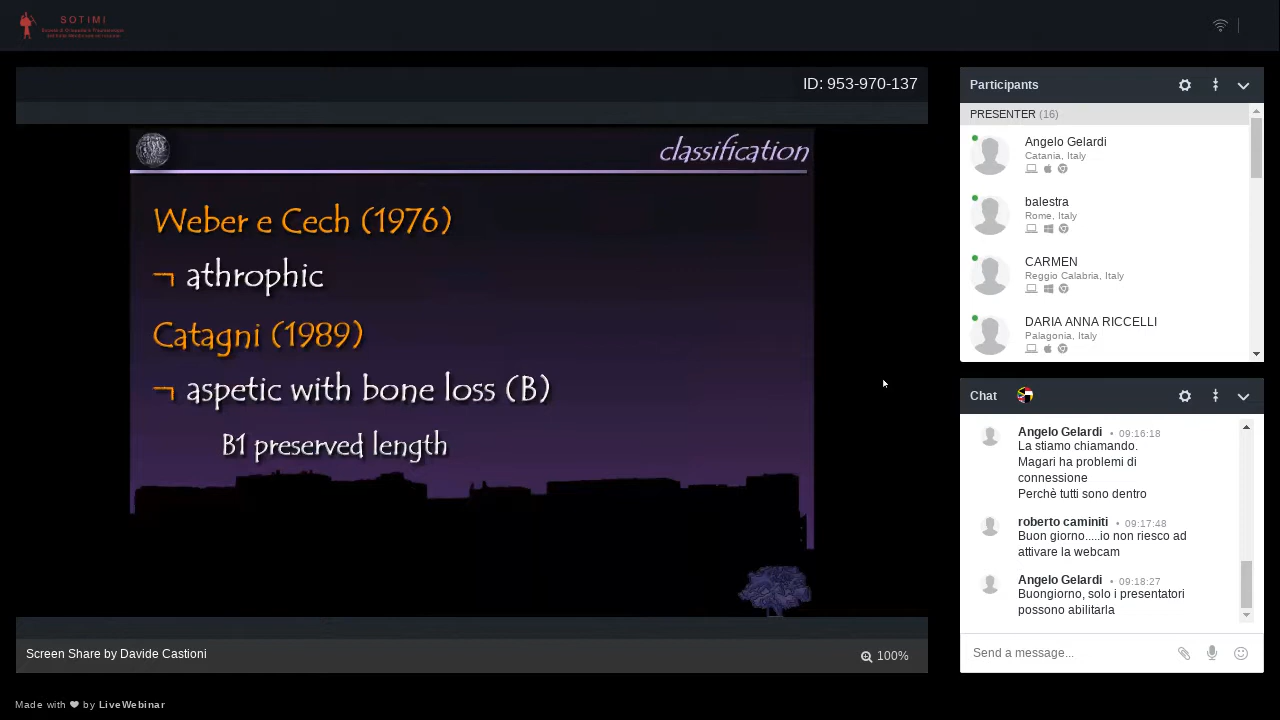 SOTIMI
ID: 953-970-137
classification
Weber e Cech (1976)
¬ athrophic
Catagni (1989)
¬ aspetic with bone loss (B)
B1 preserved length
Screen Share by Davide Castioni
100%
Participants
PRESENTER (16)
Angelo Gelardi
Catania, Italy
balestra
Rome, Italy
CARMEN
Reggio Calabria, Italy
DARIA ANNA RICCELLI
Palagonia, Italy
Chat
Angelo Gelardi • 09:16:18
La stiamo chiamando.
Magari ha problemi di
connessione
Perchè tutti sono dentro
roberto caminiti • 09:17:48
Buon giorno.....io non riesco ad
attivare la webcam
Angelo Gelardi • 09:18:27
Buongiorno, solo i presentatori
possono abilitarla
Send a message...
Made with ❤ by LiveWebinar